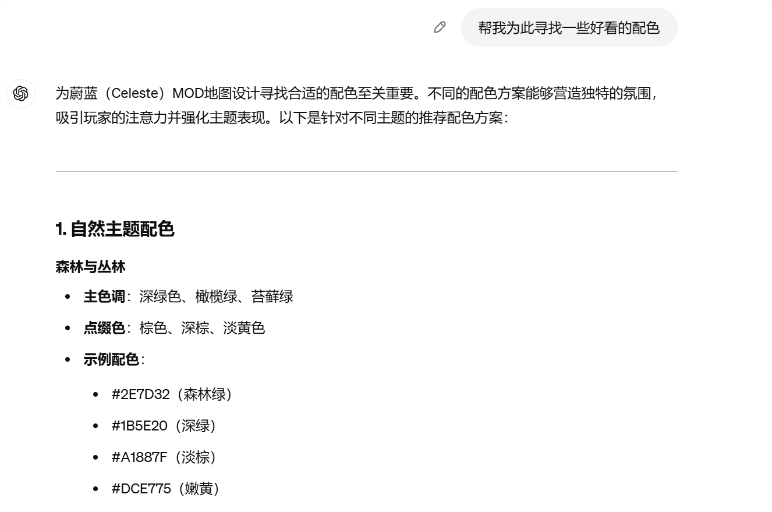 帮我为此寻找一些好看的配色
为蔚蓝（Celeste）MOD地图设计寻找合适的配色至关重要。不同的配色方案能够营造独特的氛围，
吸引玩家的注意力并强化主题表现。以下是针对不同主题的推荐配色方案：
1. 自然主题配色
森林与丛林
• 主色调：深绿色、橄榄绿、苔藓绿
• 点缀色：棕色、深棕、淡黄色
• 示例配色：
• #2E7D32（森林绿）
• #1B5E20（深绿）
• #A1887F（淡棕）
• #DCE775（嫩黄）